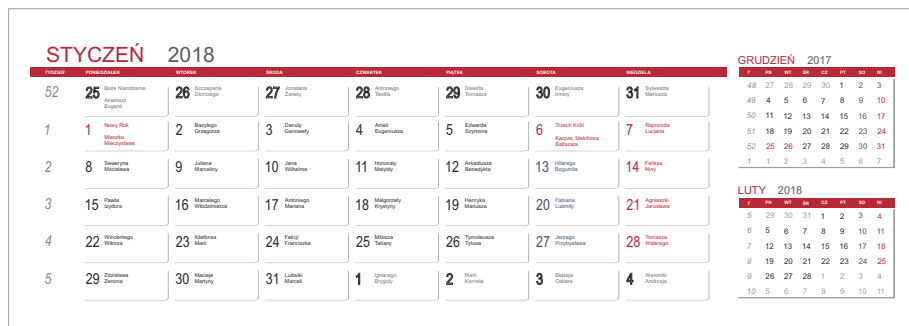 STYCZEŃ 2018
TYDZIEŃ PONIEDZIAŁEK WTOREK ŚRODA CZWARTEK PIĄTEK SOBOTA NIEDZIELA
52 25 Boże Narodzenie Anastazji Eugenii 26 Szczepana Dionizego 27 Jonatana Żanety 28 Antoniego Teofila 29 Dawida Tomasza 30 Eugeniusza Irminy 31 Sylwestra Mariusza
1 1 Nowy Rok Mieszka Mieczysława 2 Bazylego Grzegorza 3 Danuty Genowefy 4 Anieli Eugeniusza 5 Edwarda Szymona 6 Trzech Króli Kacpra, Melchiora Baltazara 7 Rajmunda Lucjana
2 8 Seweryna Mścisława 9 Juliana Marceliny 10 Jana Wilhelma 11 Honoraty Matyldy 12 Arkadiusza Benedykta 13 Hilarego Bogumiła 14 Feliksa Niny
3 15 Pawła Izydora 16 Marcelego Włodzimierza 17 Antoniego Mariana 18 Małgorzaty Krystyny 19 Henryka Mariusza 20 Fabiana Ludmiły 21 Agnieszki Jarosława
4 22 Wincentego Wiktora 23 Ildefonsa Marii 24 Felicji Franciszka 25 Miłosza Tatiany 26 Tymoteusza Tytusa 27 Jerzego Przybysława 28 Tomasza Walerego
5 29 Zdzisława Zenona 30 Macieja Martyny 31 Ludwiki Marceli 1 Ignacego Brygidy 2 Marii Kornela 3 Błażeja Oskara 4 Weroniki Andrzeja
GRUDZIEŃ 2017
T PN WT ŚR CZ PT SO NI
48 27 28 29 30 1 2 3
49 4 5 6 7 8 9 10
50 11 12 13 14 15 16 17
51 18 19 20 21 22 23 24
52 25 26 27 28 29 30 31
1 1 2 3 4 5 6 7
LUTY 2018
T PN WT ŚR CZ PT SO NI
5 29 30 31 1 2 3 4
6 5 6 7 8 9 10 11
7 12 13 14 15 16 17 18
8 19 20 21 22 23 24 25
9 26 27 28 1 2 3 4
10 5 6 7 8 9 10 11